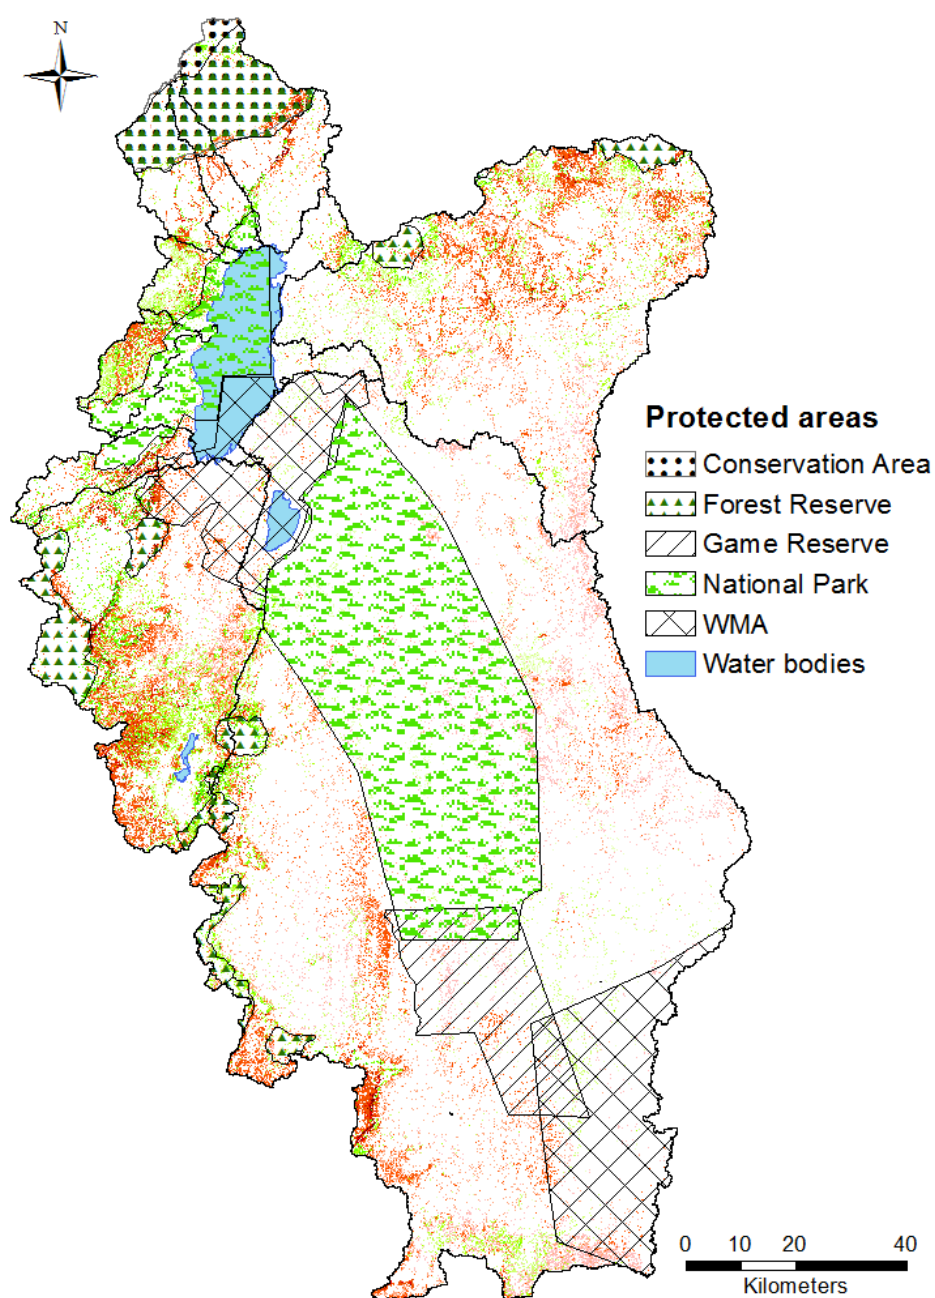 N
Protected areas
Conservation Area
Forest Reserve
Game Reserve
National Park
WMA
Water bodies
0 10 20 40
Kilometers